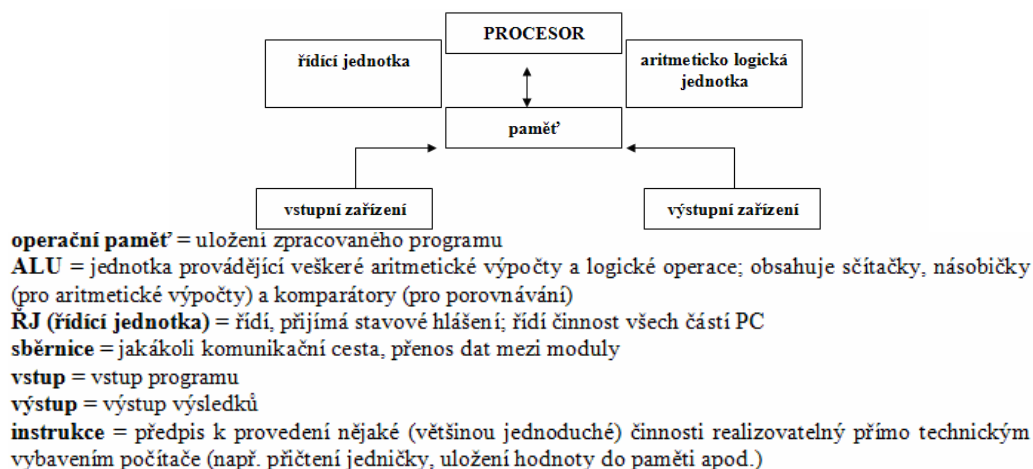 PROCESOR
řídící jednotka
aritmeticko logická
jednotka
paměť
vstupní zařízení
výstupní zařízení
operační paměť = uložení zpracovaného programu
ALU = jednotka provádějící veškeré aritmetické výpočty a logické operace; obsahuje sčítačky, násobičky
(pro aritmetické výpočty) a komparátory (pro porovnávání)
ŘJ (řídící jednotka) = řídí, přijímá stavové hlášení; řídí činnost všech částí PC
sběrnice = jakákoli komunikační cesta, přenos dat mezi moduly
vstup = vstup programu
výstup = výstup výsledků
instrukce = předpis k provedení nějaké (většinou jednoduché) činnosti realizovatelný přímo technickým
vybavením počítače (např. přičtení jedničky, uložení hodnoty do paměti apod.)